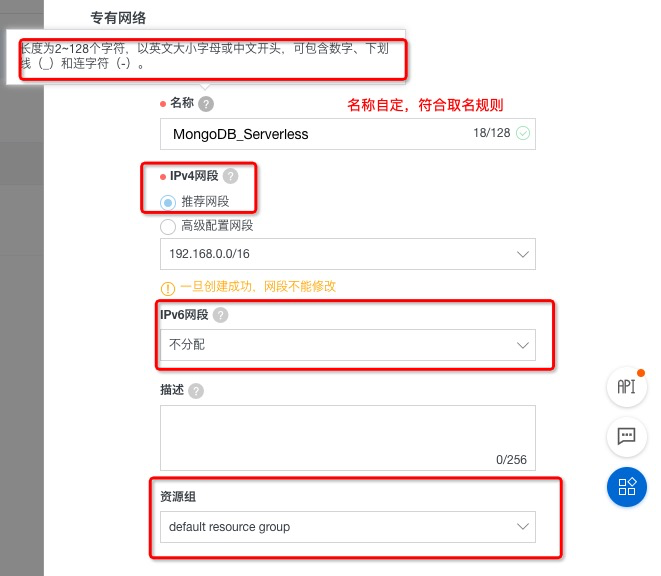 专有网络
长度为2~128个字符，以英文大小字母或中文开头，可包含数字、下划
线（_）和连字符（-）。
名称 ?
名称自定，符合取名规则
MongoDB_Serverless 18/128
IPv4网段 ?
推荐网段
高级配置网段
192.168.0.0/16
一旦创建成功、网段不能修改
IPv6网段 ?
不分配
描述 ?
0/256
资源组
default resource group
API